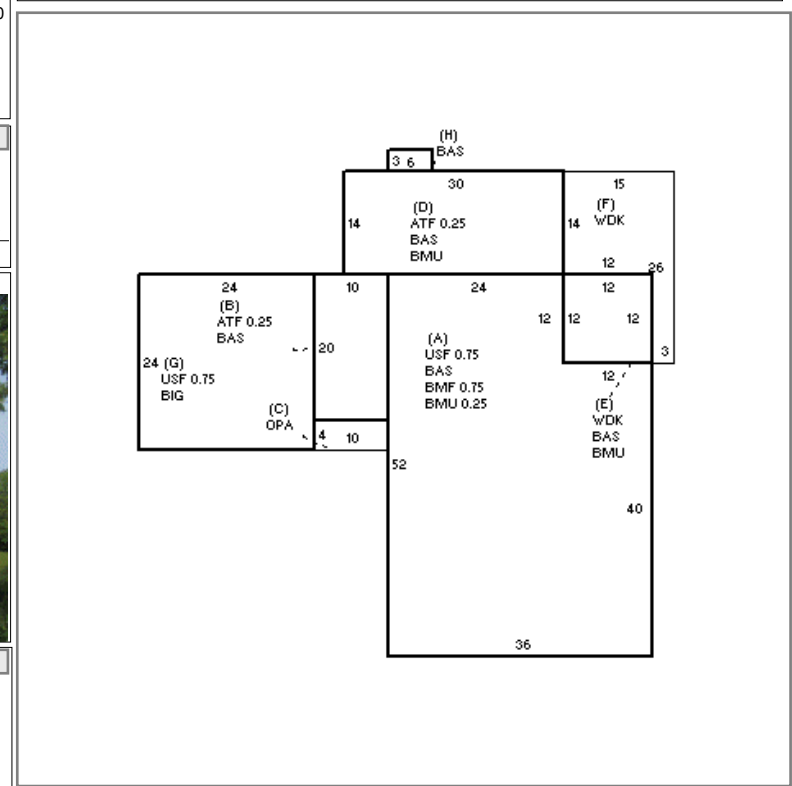 (H)
BAS
3 6
30
15
(D)
ATF 0.25
BAS
BMU
14
14
(F)
WDK
12
26
24
10
24
12
(B)
ATF 0.25
BAS
20
12
12
12
(A)
USF 0.75
BAS
BMF 0.75
BMU 0.25
3
24 (G)
USF 0.75
BIG
12
(C)
OPA
4
10
(E)
WDK
BAS
BMU
52
40
36